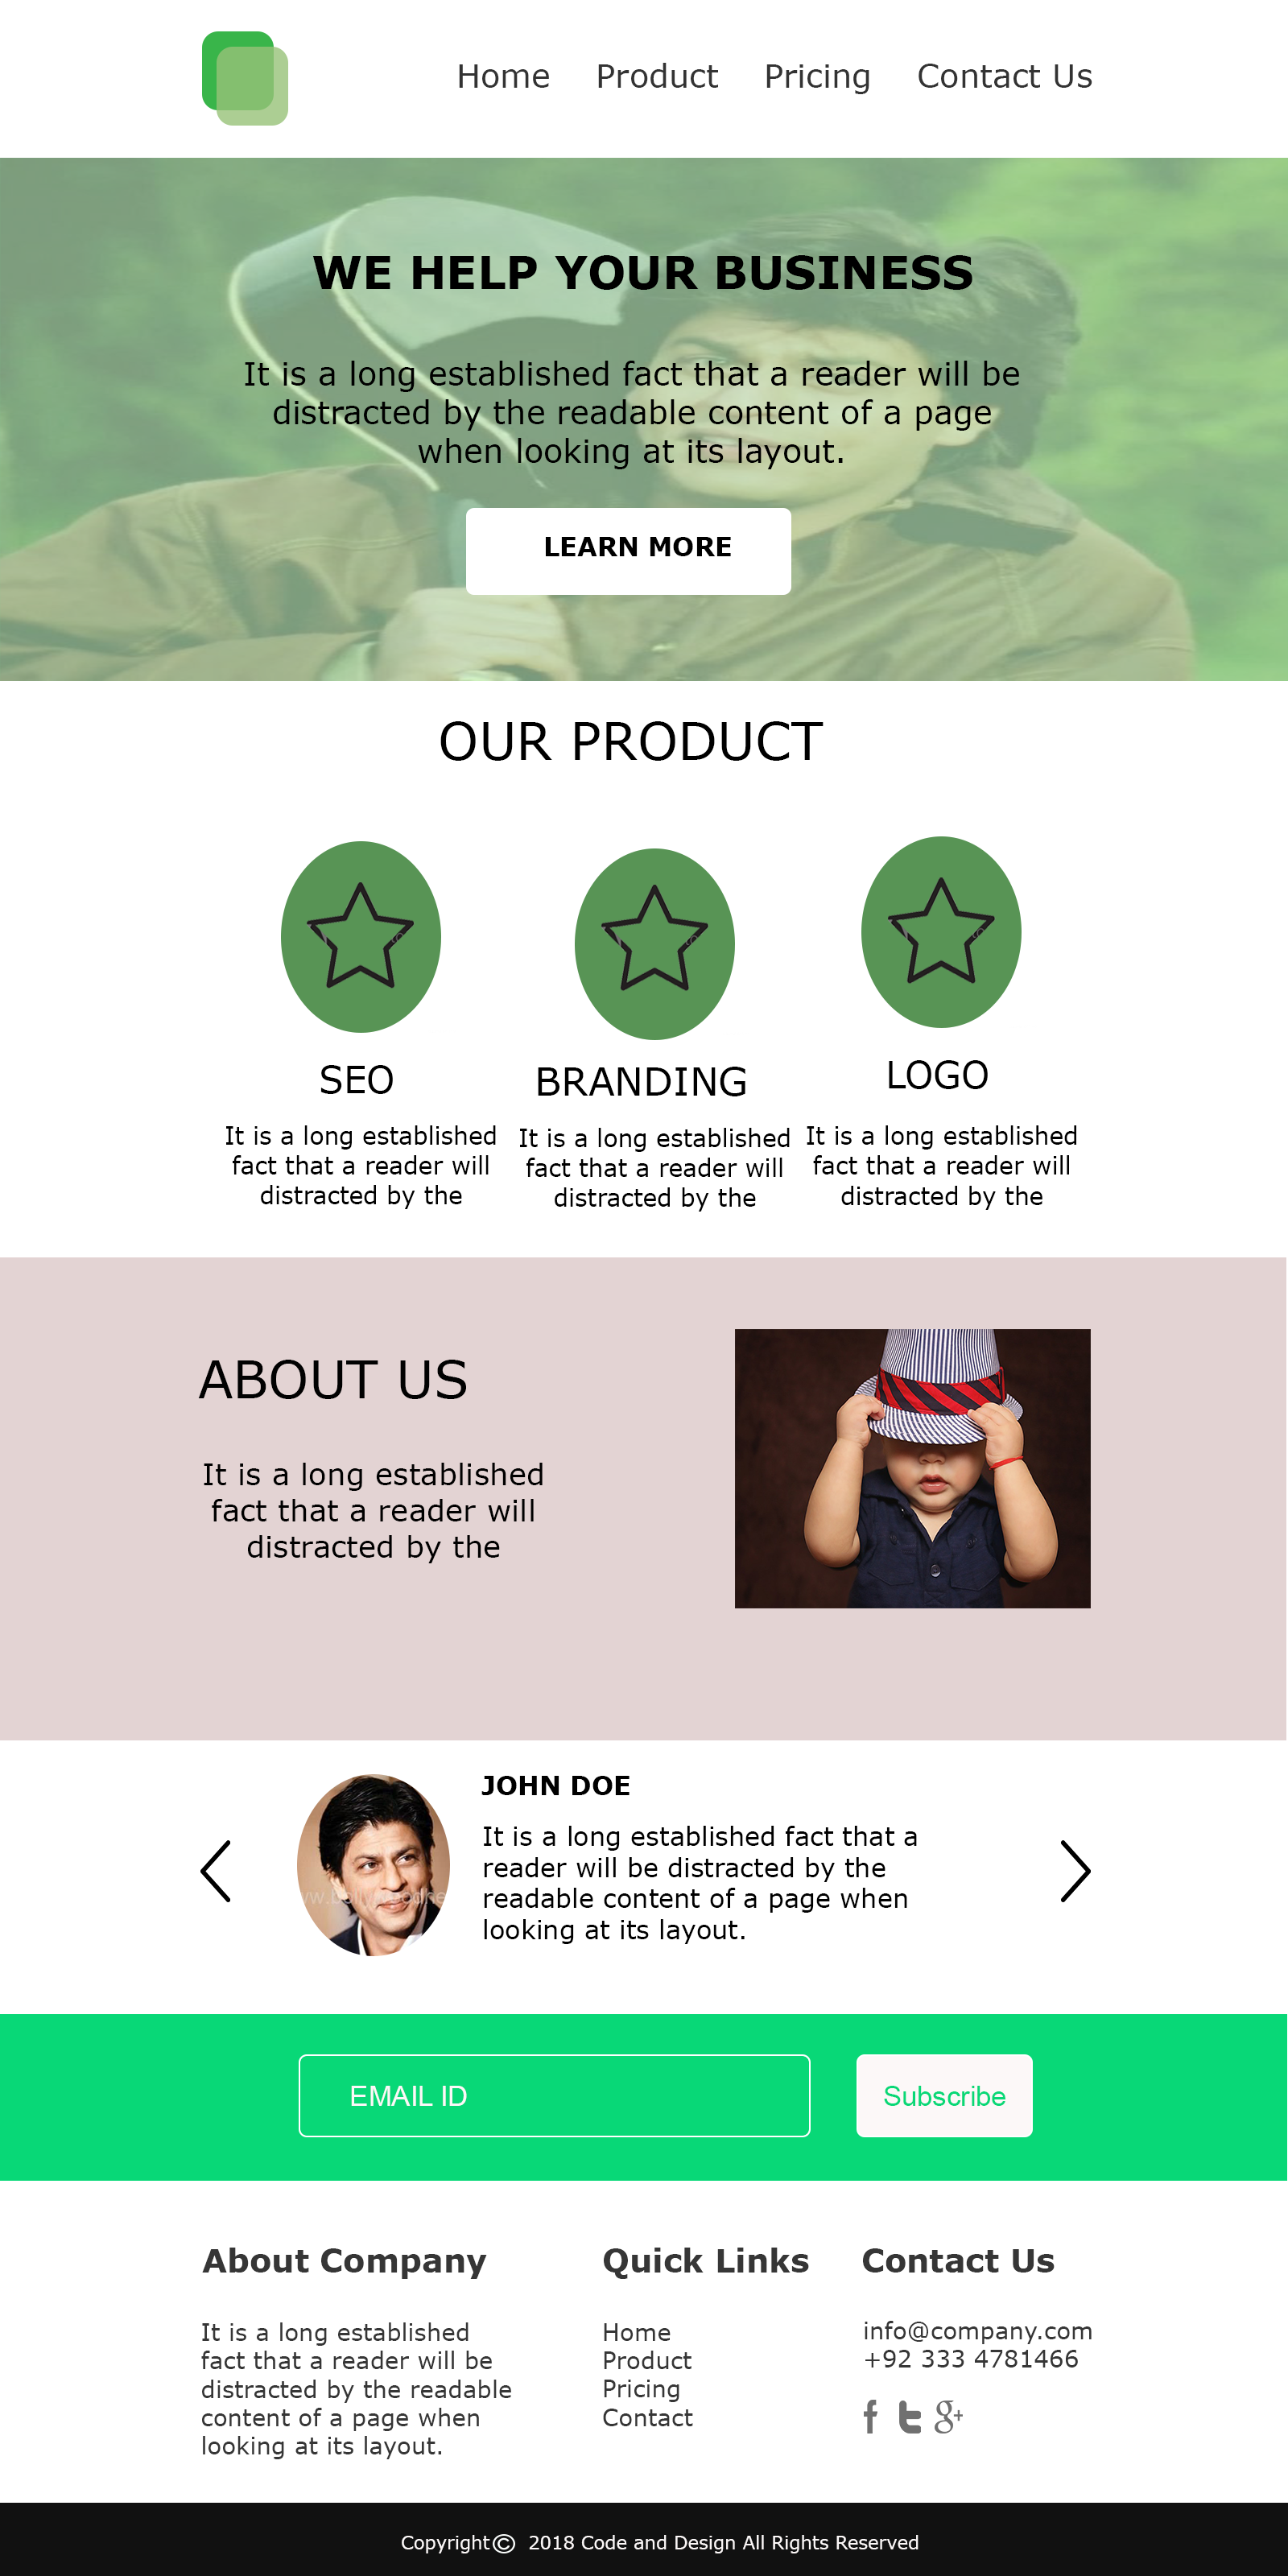 Home Product Pricing Contact Us
WE HELP YOUR BUSINESS
It is a long established fact that a reader will be
distracted by the readable content of a page
when looking at its layout.
LEARN MORE
OUR PRODUCT
SEO
It is a long established
fact that a reader will
distracted by the
BRANDING
It is a long established
fact that a reader will
distracted by the
LOGO
It is a long established
fact that a reader will
distracted by the
ABOUT US
It is a long established
fact that a reader will
distracted by the
JOHN DOE
It is a long established fact that a
reader will be distracted by the
readable content of a page when
looking at its layout.
EMAIL ID
Subscribe
About Company
It is a long established
fact that a reader will be
distracted by the readable
content of a page when
looking at its layout.
Quick Links
Home
Product
Pricing
Contact
Contact Us
info@company.com
+92 333 4781466
f t g+
Copyright© 2018 Code and Design All Rights Reserved